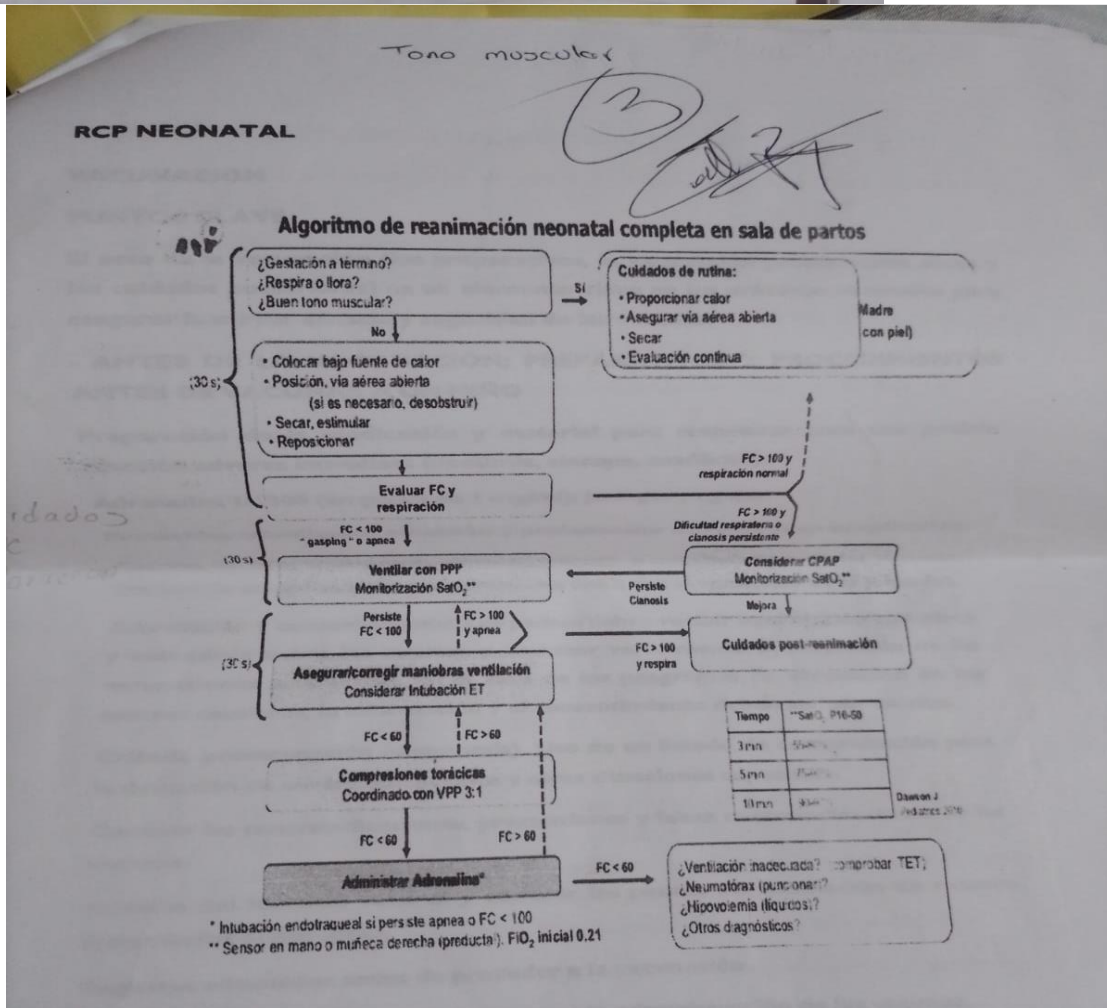 Tono muscular
3
RCP NEONATAL
Algoritmo de reanimación neonatal completa en sala de partos
¿Gestación a término?
¿Respira o llora?
¿Buen tono muscular?
Sí
Cuidados de rutina:
• Proporcionar calor
• Asegurar vía aérea abierta
• Secar
• Evaluación continua
Madre
con piel)
No
(30 s)
• Colocar bajo fuente de calor
• Posición, vía aérea abierta
(si es necesario, desobstruir)
• Secar, estimular
• Reposicionar
Evaluar FC y
respiración
FC > 100 y
respiración normal
FC > 100 y
Dificultad respiratoria o
cianosis persistente
FC < 100
"gasping" o apnea
(30 s)
Ventilar con PPI*
Monitorización SatO₂**
Considerar CPAP
Monitorización SatO₂**
Persiste
Cianosis
Mejora
Persiste
FC < 100
FC > 100
y apnea
FC > 100
y respira
Cuidados post-reanimación
(30 s)
Asegurar/corregir maniobras ventilación
Considerar Intubación ET
FC < 60
FC > 60
Compresiones torácicas
Coordinado con VPP 3:1
Tiempo
3 min
5 min
10 min
FC < 60
FC > 60
Administrar Adrenalina*
FC < 60
¿Ventilación inadecuada? comprobar TET;
¿Neumotórax (puncionar)?
¿Hipovolemia (líquidos)?
¿Otros diagnósticos?
* Intubación endotraqueal si persiste apnea o FC < 100
** Sensor en mano o muñeca derecha (preductal). FIO₂ inicial 0.21